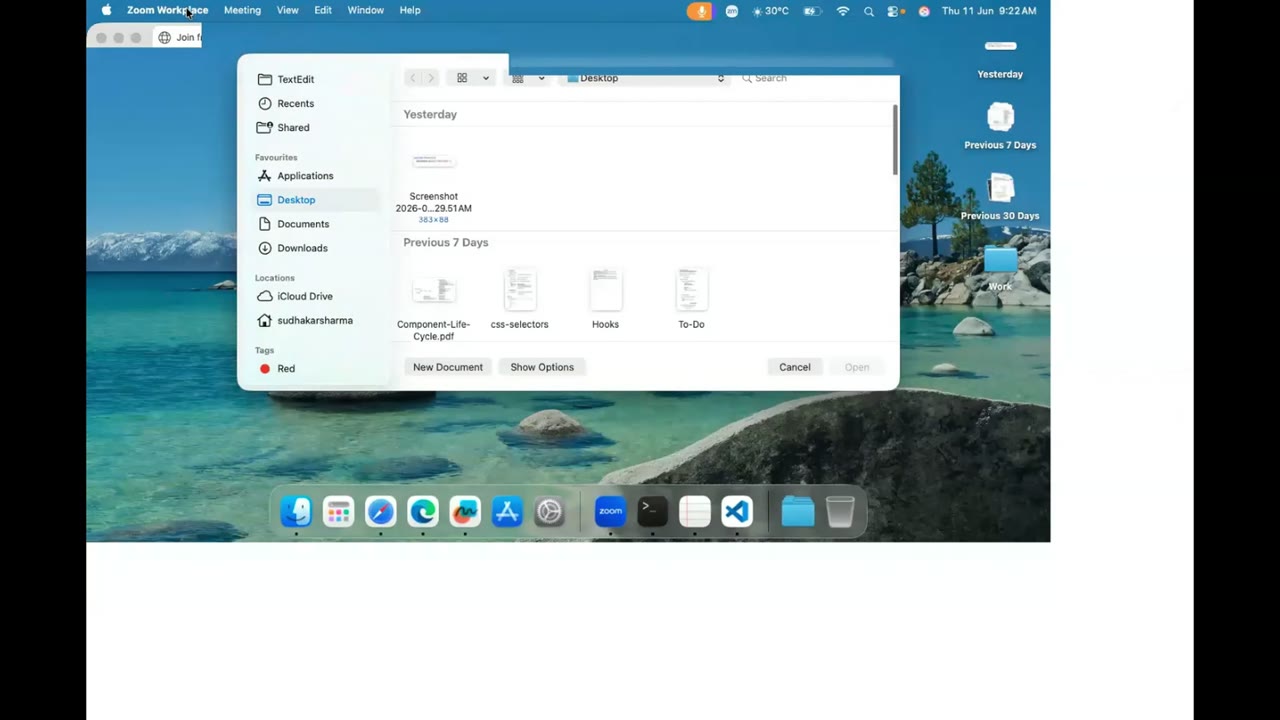 Zoom Workplace Meeting View Edit Window Help zm 30°C Thu 11 Jun 9:22 AM
Join
TextEdit
Recents
Shared
Favourites
Applications
Desktop
Documents
Downloads
Locations
iCloud Drive
sudhakarsharma
Tags
Red
Desktop Search
Yesterday
Screenshot
2026-0...29.51 AM
383×88
Previous 7 Days
Component-Life-
Cycle.pdf
css-selectors
Hooks
To-Do
New Document Show Options Cancel Open
Yesterday
Previous 7 Days
Previous 30 Days
Work
zoom